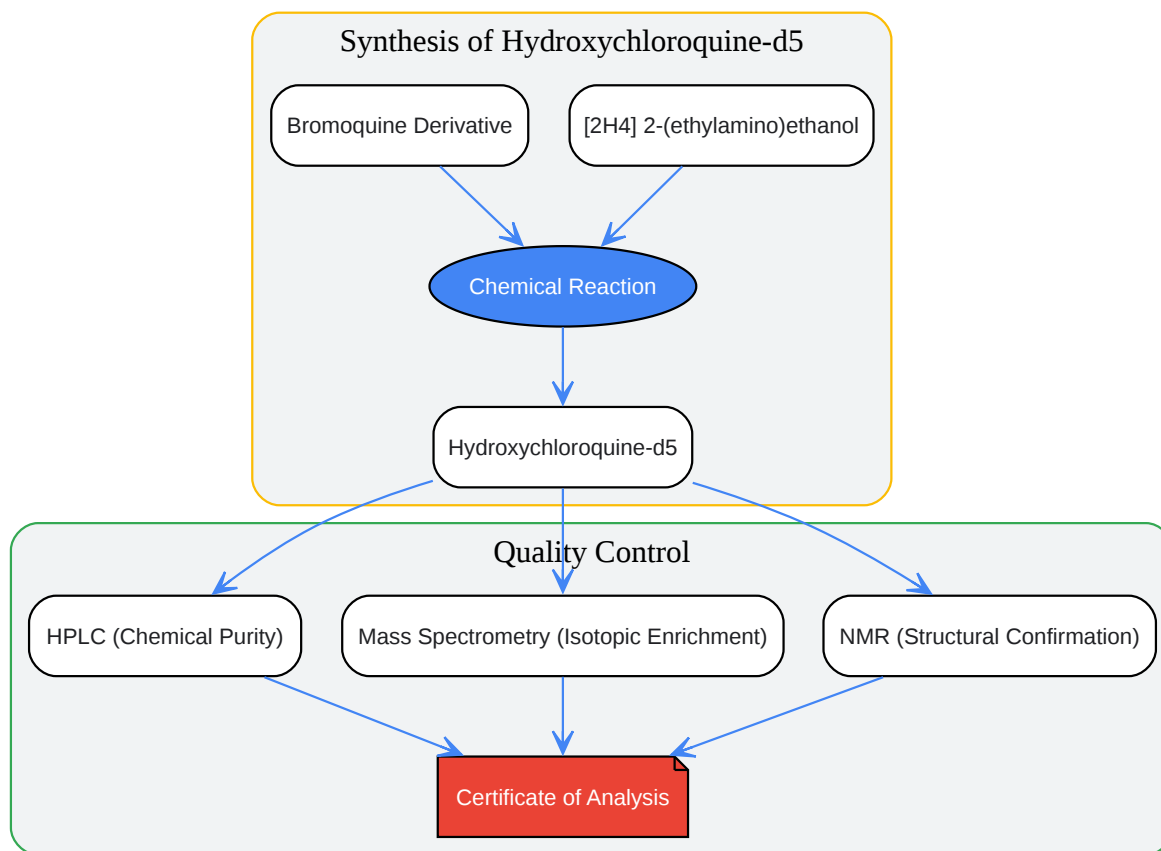 Synthesis of Hydroxychloroquine-d5
Bromoquine Derivative
[2H4] 2-(ethylamino)ethanol
Chemical Reaction
Hydroxychloroquine-d5
Quality Control
HPLC (Chemical Purity)
Mass Spectrometry (Isotopic Enrichment)
NMR (Structural Confirmation)
Certificate of Analysis